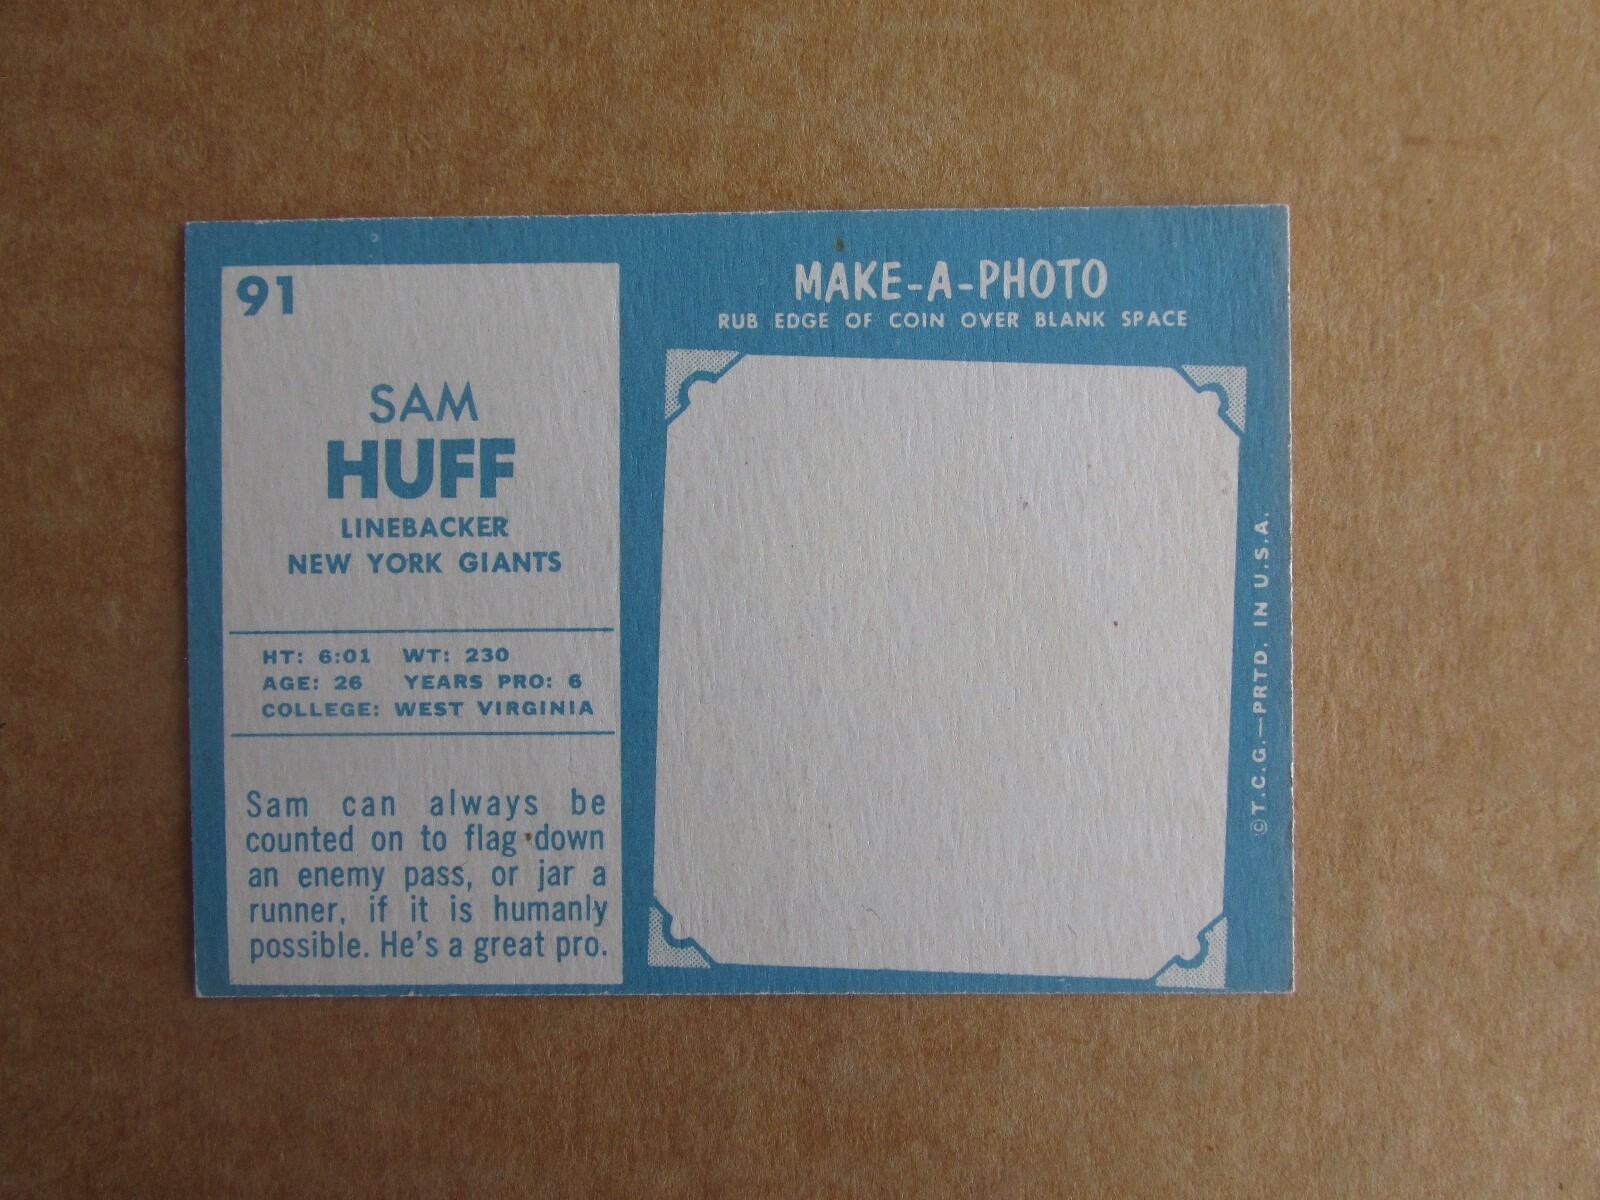 91
SAM
HUFF
LINEBACKER
NEW YORK GIANTS
HT: 6:01 WT: 230
AGE: 26 YEARS PRO: 6
COLLEGE: WEST VIRGINIA
Sam can always be
counted on to flag down
an enemy pass, or jar a
runner, if it is humanly
possible. He's a great pro.
MAKE-A-PHOTO
RUB EDGE OF COIN OVER BLANK SPACE
©T.C.G.—PRTD. IN U.S.A.